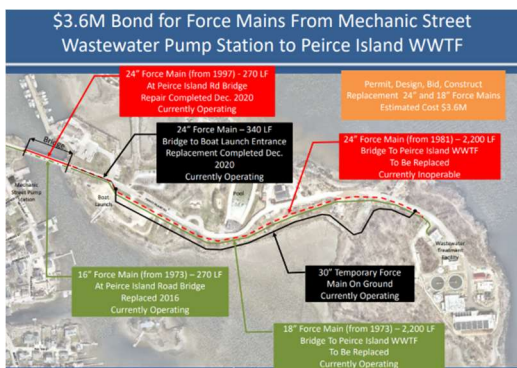 $3.6M Bond for Force Mains From Mechanic Street
Wastewater Pump Station to Peirce Island WWTF
24" Force Main (from 1997) - 270 LF
At Peirce Island Rd Bridge
Repair Completed Dec. 2020
Currently Operating
Permit, Design, Bid, Construct
Replacement 24" and 18" Force Mains
Estimated Cost $3.6M
24" Force Main – 340 LF
Bridge to Boat Launch Entrance
Replacement Completed Dec.
2020
Currently Operating
24" Force Main (from 1981) – 2,200 LF
Bridge To Peirce Island WWTF
To Be Replaced
Currently Inoperable
Bridge
Mechanic
Street Pump
Station
Boat
Launch
Pool
Wastewater
Treatment
Facility
16" Force Main (from 1973) – 270 LF
At Peirce Island Road Bridge
Replaced 2016
Currently Operating
30" Temporary Force
Main On Ground
Currently Operating
18" Force Main (from 1973) – 2,200 LF
Bridge To Peirce Island WWTF
To Be Replaced
Currently Operating